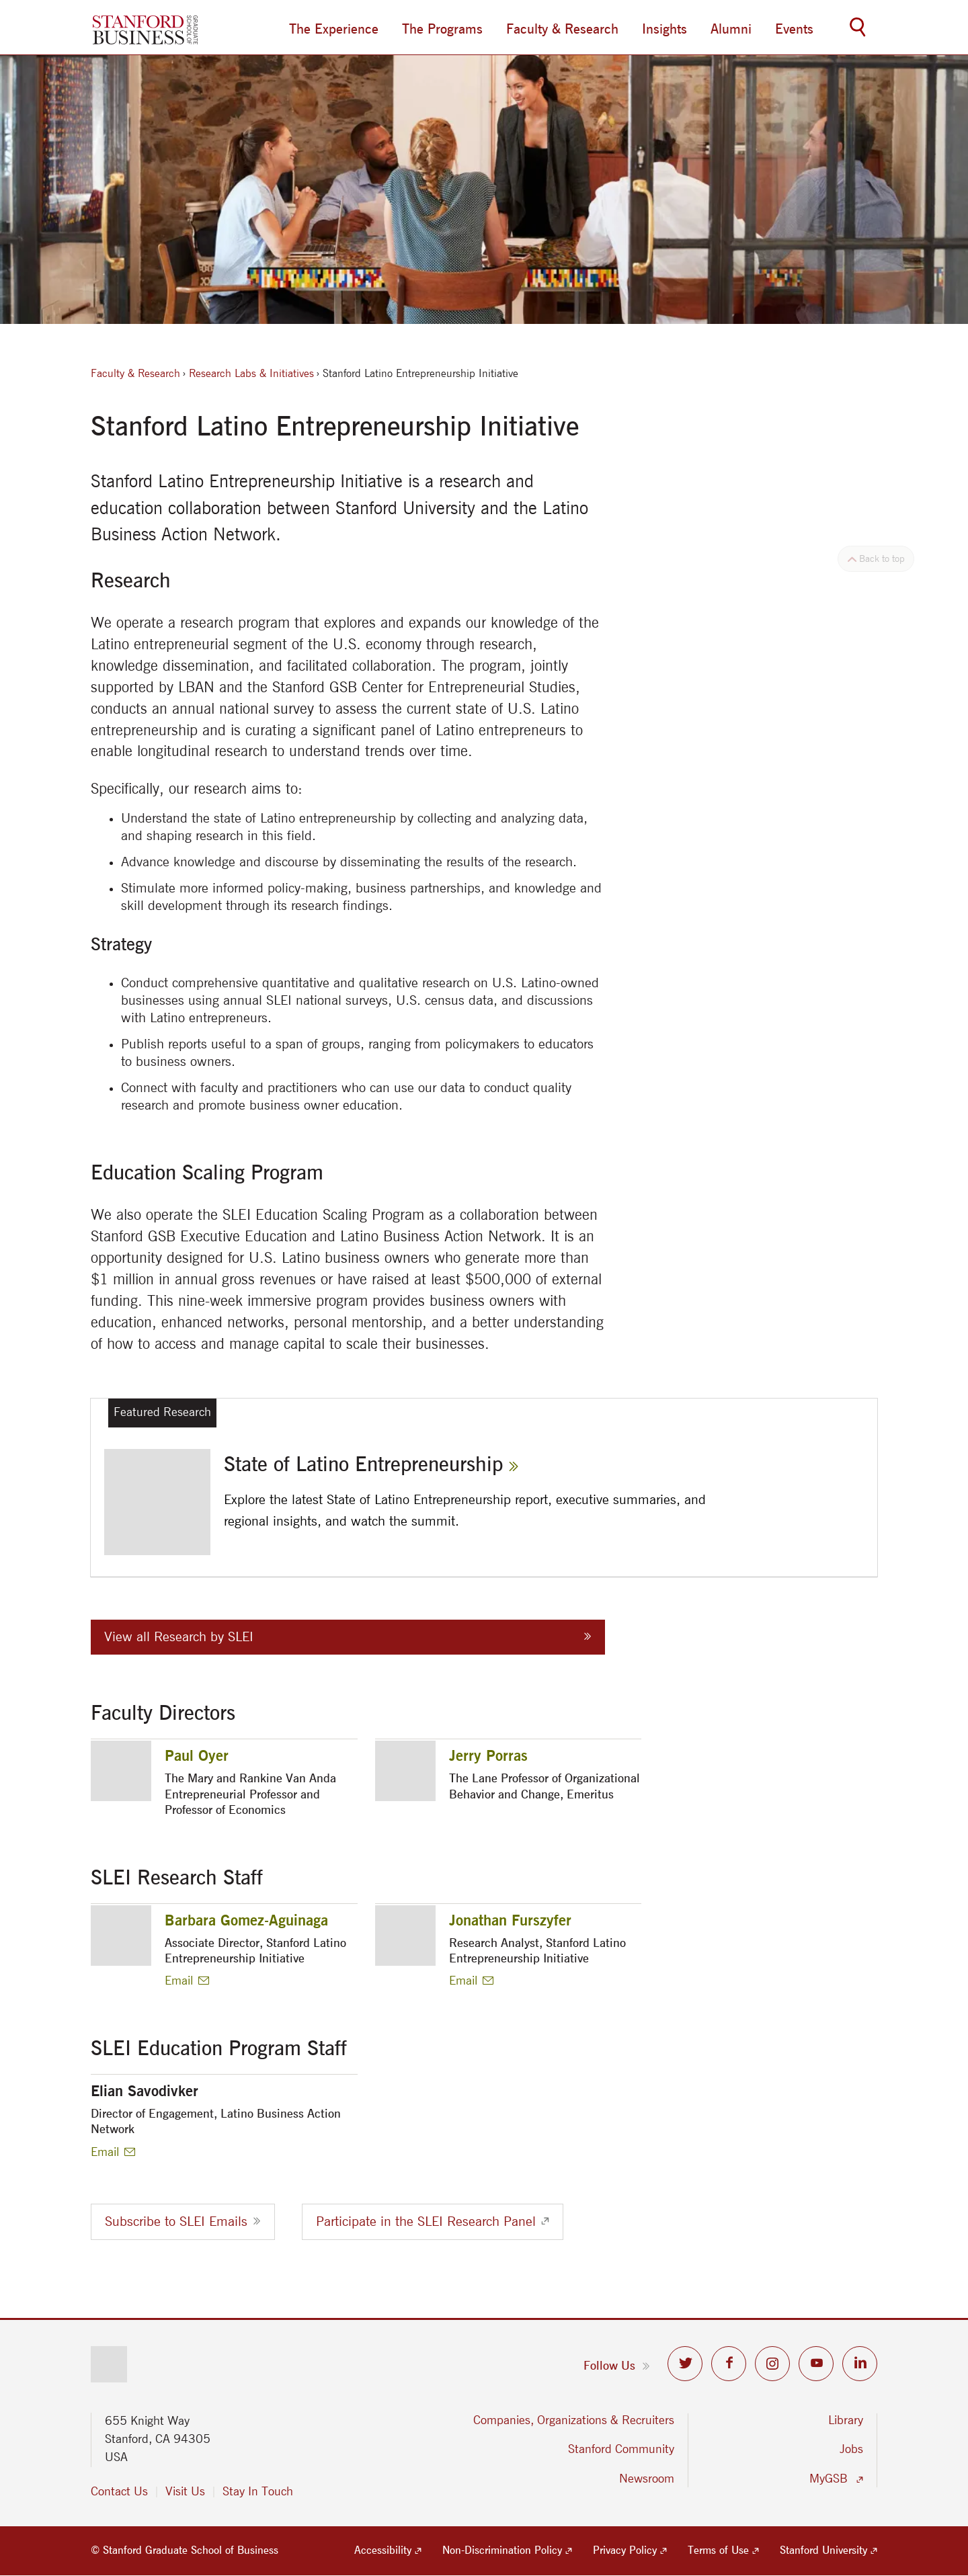 STANFORD
BUSINESS
GRADUATE
SCHOOL OF
The Experience The Programs Faculty & Research Insights Alumni Events
Faculty & Research › Research Labs & Initiatives › Stanford Latino Entrepreneurship Initiative
Stanford Latino Entrepreneurship Initiative
Stanford Latino Entrepreneurship Initiative is a research and
education collaboration between Stanford University and the Latino
Business Action Network.
Back to top
Research
We operate a research program that explores and expands our knowledge of the
Latino entrepreneurial segment of the U.S. economy through research,
knowledge dissemination, and facilitated collaboration. The program, jointly
supported by LBAN and the Stanford GSB Center for Entrepreneurial Studies,
conducts an annual national survey to assess the current state of U.S. Latino
entrepreneurship and is curating a significant panel of Latino entrepreneurs to
enable longitudinal research to understand trends over time.
Specifically, our research aims to:
• Understand the state of Latino entrepreneurship by collecting and analyzing data,
and shaping research in this field.
• Advance knowledge and discourse by disseminating the results of the research.
• Stimulate more informed policy-making, business partnerships, and knowledge and
skill development through its research findings.
Strategy
• Conduct comprehensive quantitative and qualitative research on U.S. Latino-owned
businesses using annual SLEI national surveys, U.S. census data, and discussions
with Latino entrepreneurs.
• Publish reports useful to a span of groups, ranging from policymakers to educators
to business owners.
• Connect with faculty and practitioners who can use our data to conduct quality
research and promote business owner education.
Education Scaling Program
We also operate the SLEI Education Scaling Program as a collaboration between
Stanford GSB Executive Education and Latino Business Action Network. It is an
opportunity designed for U.S. Latino business owners who generate more than
$1 million in annual gross revenues or have raised at least $500,000 of external
funding. This nine-week immersive program provides business owners with
education, enhanced networks, personal mentorship, and a better understanding
of how to access and manage capital to scale their businesses.
Featured Research
State of Latino Entrepreneurship »
Explore the latest State of Latino Entrepreneurship report, executive summaries, and
regional insights, and watch the summit.
View all Research by SLEI »
Faculty Directors
Paul Oyer
The Mary and Rankine Van Anda
Entrepreneurial Professor and
Professor of Economics
Jerry Porras
The Lane Professor of Organizational
Behavior and Change, Emeritus
SLEI Research Staff
Barbara Gomez-Aguinaga
Associate Director, Stanford Latino
Entrepreneurship Initiative
Email
Jonathan Furszyfer
Research Analyst, Stanford Latino
Entrepreneurship Initiative
Email
SLEI Education Program Staff
Elian Savodivker
Director of Engagement, Latino Business Action
Network
Email
Subscribe to SLEI Emails »
Participate in the SLEI Research Panel
Follow Us »
655 Knight Way
Stanford, CA 94305
USA
Contact Us | Visit Us | Stay In Touch
Companies, Organizations & Recruiters
Stanford Community
Newsroom
Library
Jobs
MyGSB
© Stanford Graduate School of Business Accessibility Non-Discrimination Policy Privacy Policy Terms of Use Stanford University